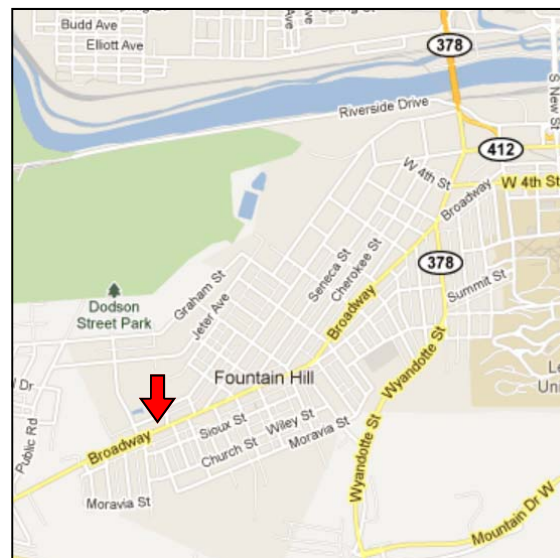 Budd Ave
Elliott Ave
378
S New St
Riverside Drive
412
W 4th St
W 4th St
Broadway
Seneca St
Cherokee St
378
Summit St
Graham St
Jeter Ave
Broadway
Dodson
Street Park
Fountain Hill
Wyandotte St
Public Rd
Broadway
Sioux St
Wiley St
Church St
Moravia St
Wyandotte St
Moravia St
Mountain Dr W